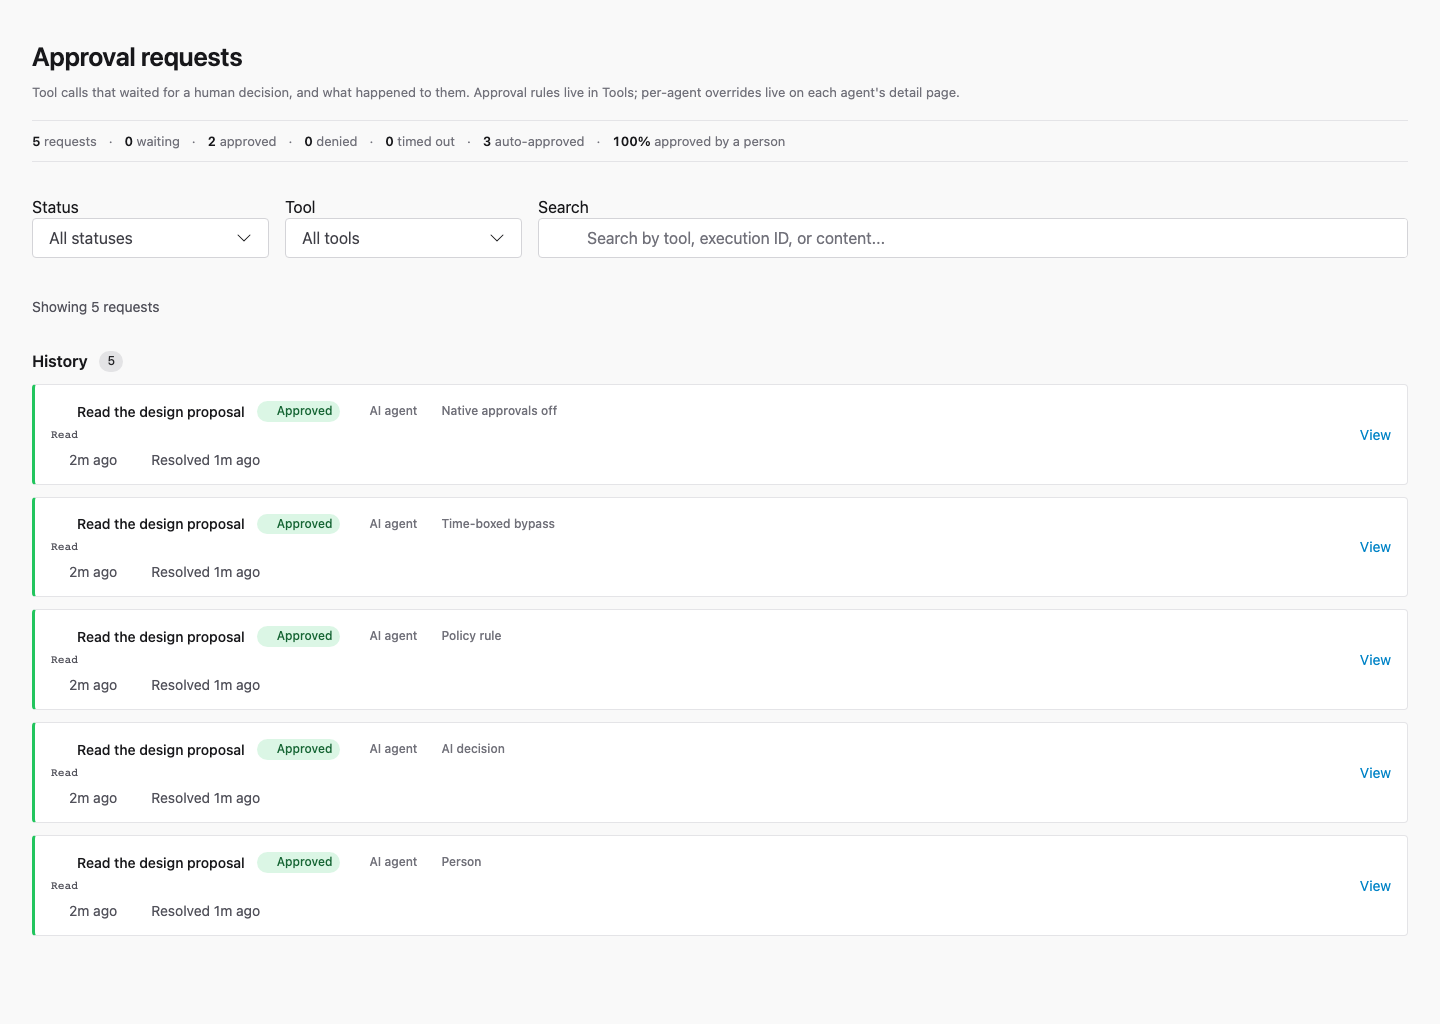 Approval requests
Tool calls that waited for a human decision, and what happened to them. Approval rules live in Tools; per-agent overrides live on each agent's detail page.
5 requests · 0 waiting · 2 approved · 0 denied · 0 timed out · 3 auto-approved · 100% approved by a person
Status Tool Search
All statuses All tools Search by tool, execution ID, or content...
Showing 5 requests
History 5
Read the design proposal Approved AI agent Native approvals off
Read
View
2m ago Resolved 1m ago
Read the design proposal Approved AI agent Time-boxed bypass
Read
View
2m ago Resolved 1m ago
Read the design proposal Approved AI agent Policy rule
Read
View
2m ago Resolved 1m ago
Read the design proposal Approved AI agent AI decision
Read
View
2m ago Resolved 1m ago
Read the design proposal Approved AI agent Person
Read
View
2m ago Resolved 1m ago